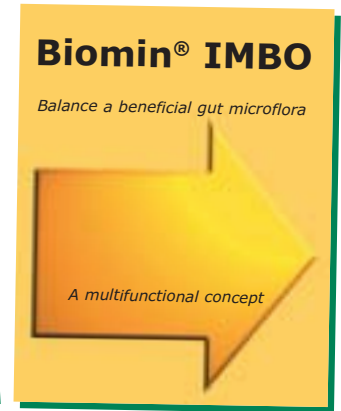 Biomin® IMBO
Balance a beneficial gut microflora
A multifunctional concept